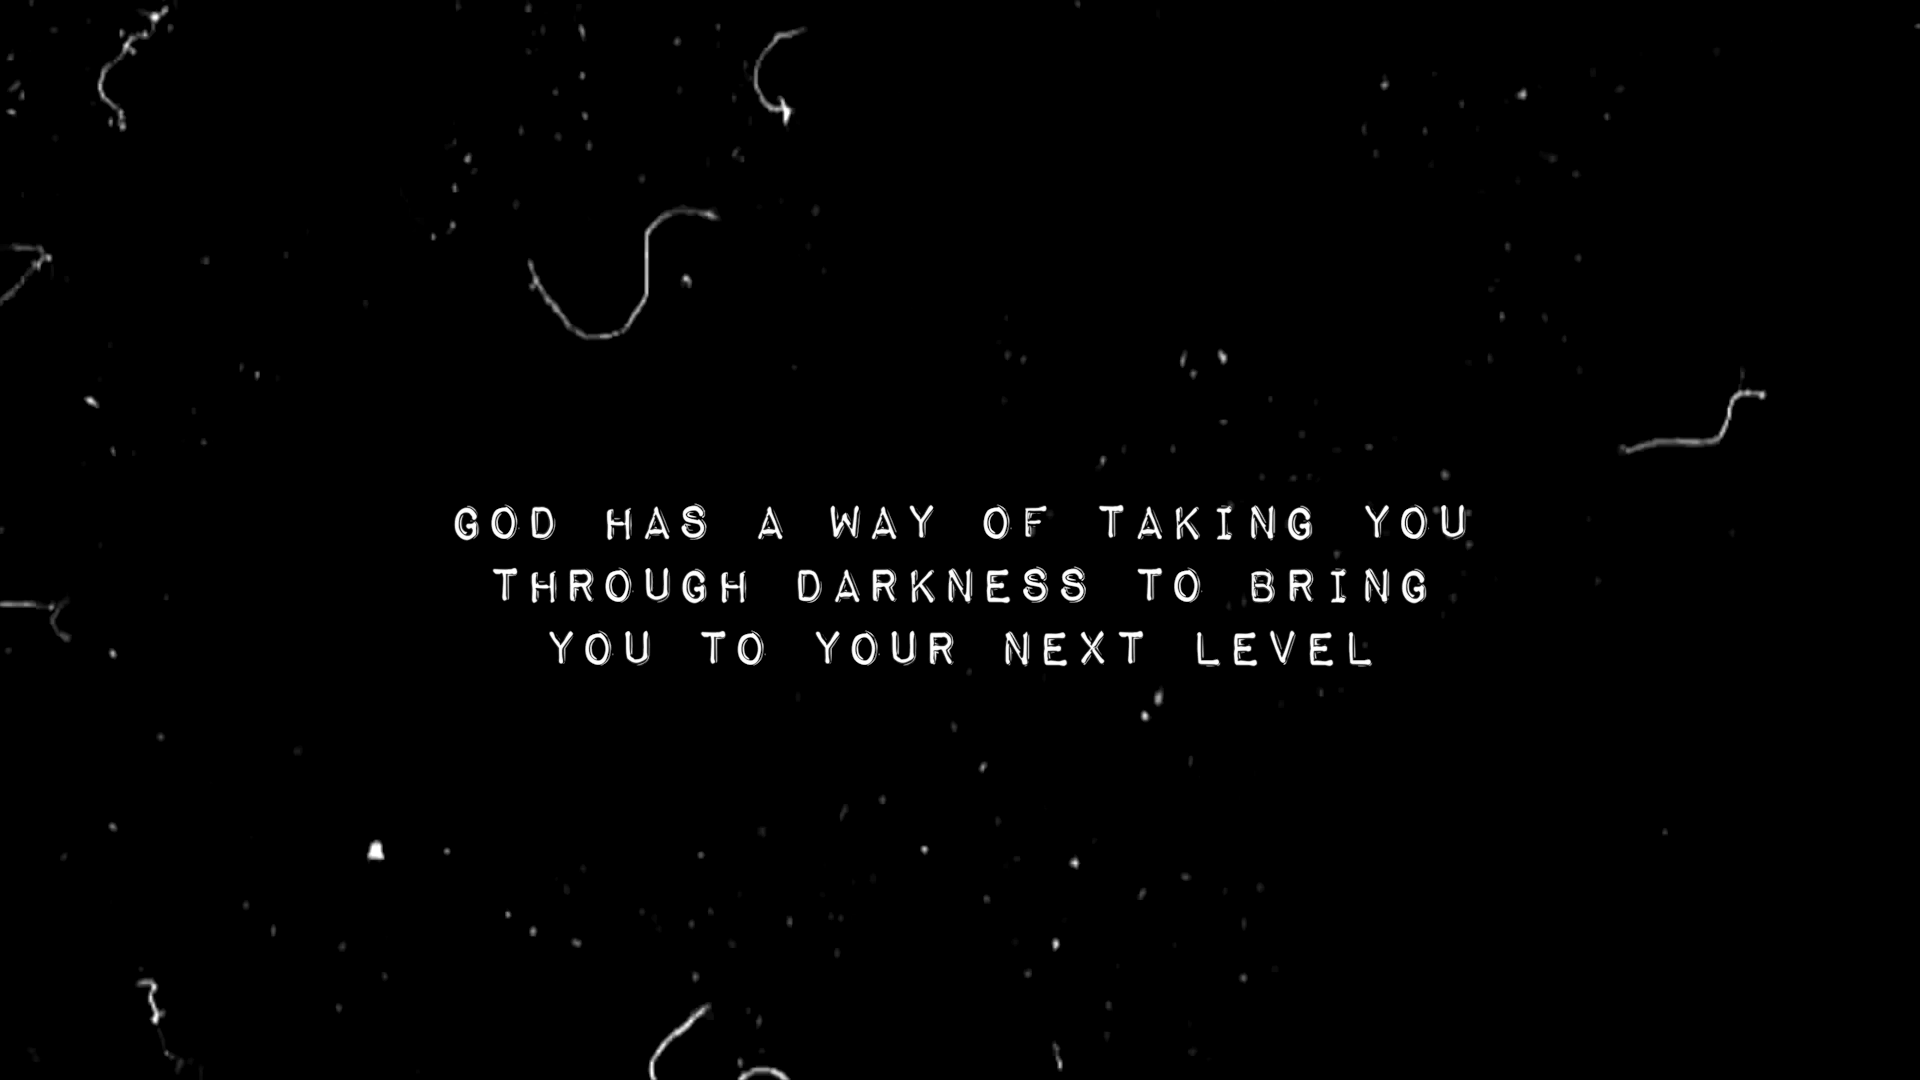 GOD HAS A WAY OF TAKING YOU
THROUGH DARKNESS TO BRING
YOU TO YOUR NEXT LEVEL